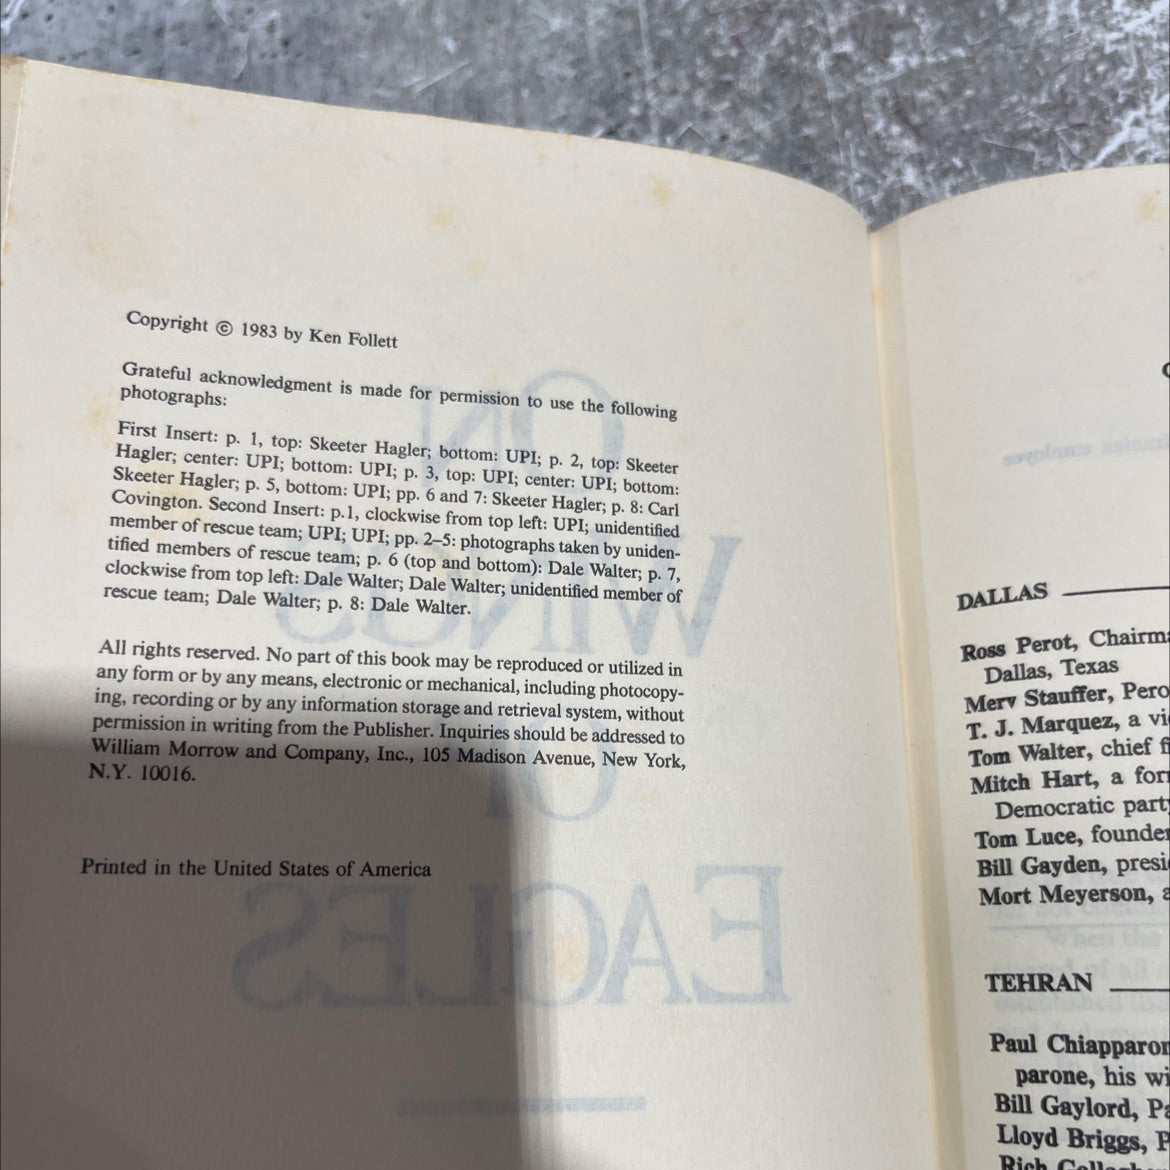 Copyright © 1983 by Ken Follett
Grateful acknowledgment is made for permission to use the following
photographs:
First Insert: p. 1, top: Skeeter Hagler; bottom: UPI; p. 2, top: Skeeter
Hagler; center: UPI; bottom: UPI; p. 3, top: UPI; center: UPI; bottom:
Skeeter Hagler; p. 5, bottom: UPI; pp. 6 and 7: Skeeter Hagler; p. 8: Carl
Covington. Second Insert: p.1, clockwise from top left: UPI; unidentified
member of rescue team; UPI; UPI; pp. 2–5: photographs taken by uniden-
tified members of rescue team; p. 6 (top and bottom): Dale Walter; p. 7,
clockwise from top left: Dale Walter; Dale Walter; unidentified member of
rescue team; Dale Walter; p. 8: Dale Walter.
All rights reserved. No part of this book may be reproduced or utilized in
any form or by any means, electronic or mechanical, including photocopy-
ing, recording or by any information storage and retrieval system, without
permission in writing from the Publisher. Inquiries should be addressed to
William Morrow and Company, Inc., 105 Madison Avenue, New York,
N.Y. 10016.
Printed in the United States of America
ON
WINGS
OF
EAGLES
DALLAS
Ross Perot, Chairma
Dallas, Texas
Merv Stauffer, Pero
T. J. Marquez, a vi
Tom Walter, chief fi
Mitch Hart, a for
Democratic party
Tom Luce, founde
Bill Gayden, presi
Mort Meyerson, a
TEHRAN
Paul Chiapparo
parone, his wi
Bill Gaylord, Pa
Lloyd Briggs, P
Rich